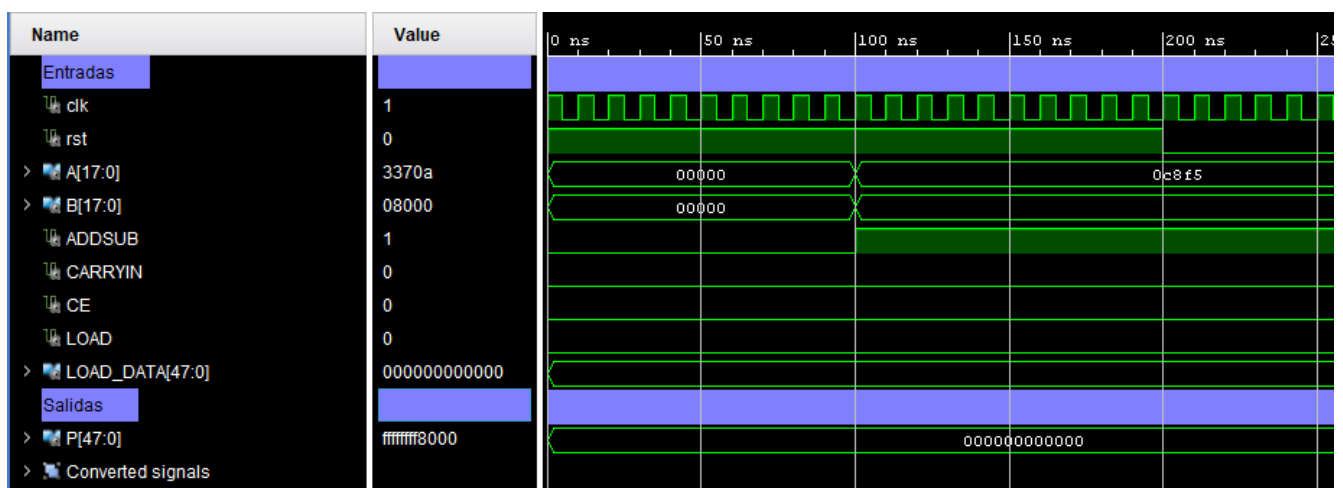 Name Value 0 ns 50 ns 100 ns 150 ns 200 ns
Entradas
clk 1
rst 0
A[17:0] 3370a 00000 0c8f5
B[17:0] 08000 00000
ADDSUB 1
CARRYIN 0
CE 0
LOAD 0
LOAD_DATA[47:0] 000000000000
Salidas
P[47:0] ffffffff8000 000000000000
Converted signals